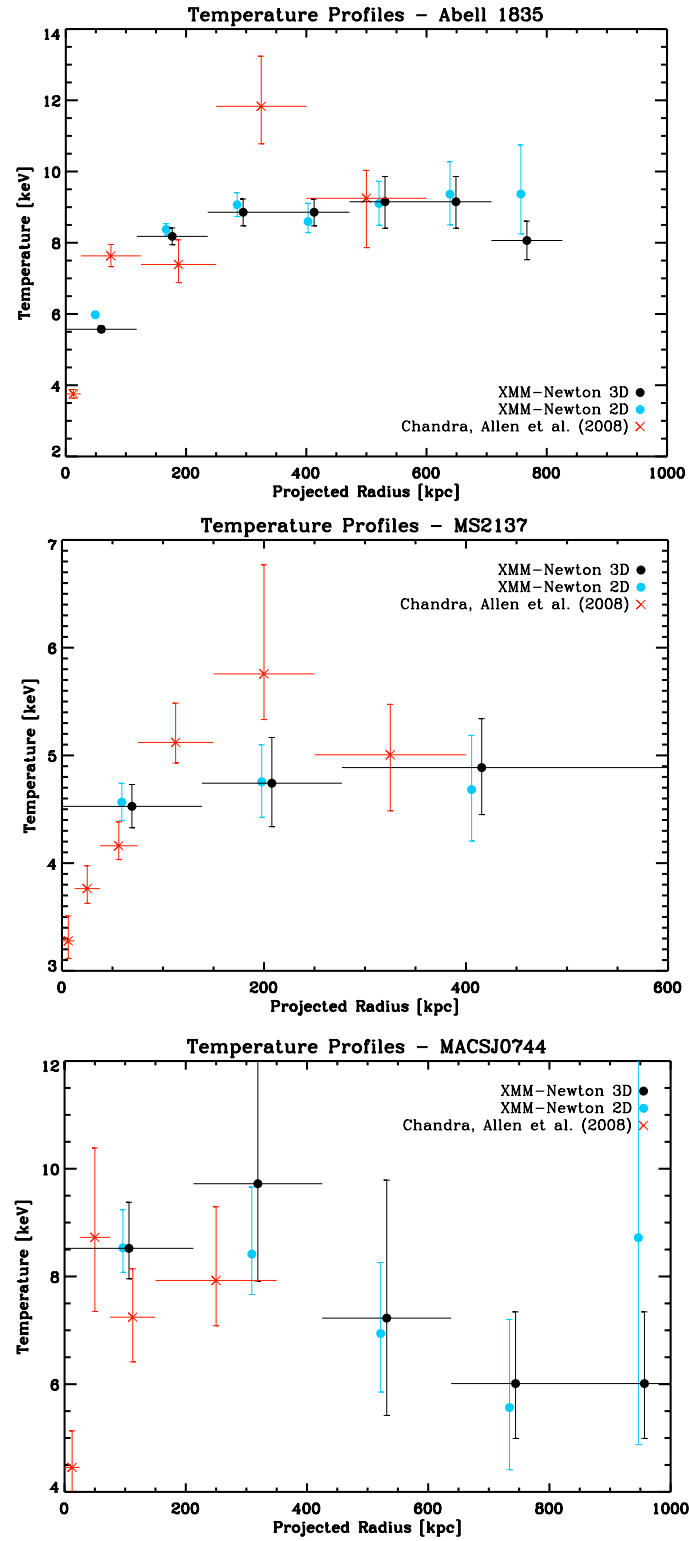 Temperature Profiles - Abell 1835
14
12
10
8
6
4
2
Temperature [keV]
XMM-Newton 3D
XMM-Newton 2D
Chandra, Allen et al. (2008)
0 200 400 600 800 1000
Projected Radius [kpc]
Temperature Profiles - MS2137
7
6
5
4
3
Temperature [keV]
XMM-Newton 3D
XMM-Newton 2D
Chandra, Allen et al. (2008)
0 200 400 600
Projected Radius [kpc]
Temperature Profiles - MACSJ0744
12
10
8
6
4
Temperature [keV]
XMM-Newton 3D
XMM-Newton 2D
Chandra, Allen et al. (2008)
0 200 400 600 800 1000
Projected Radius [kpc]